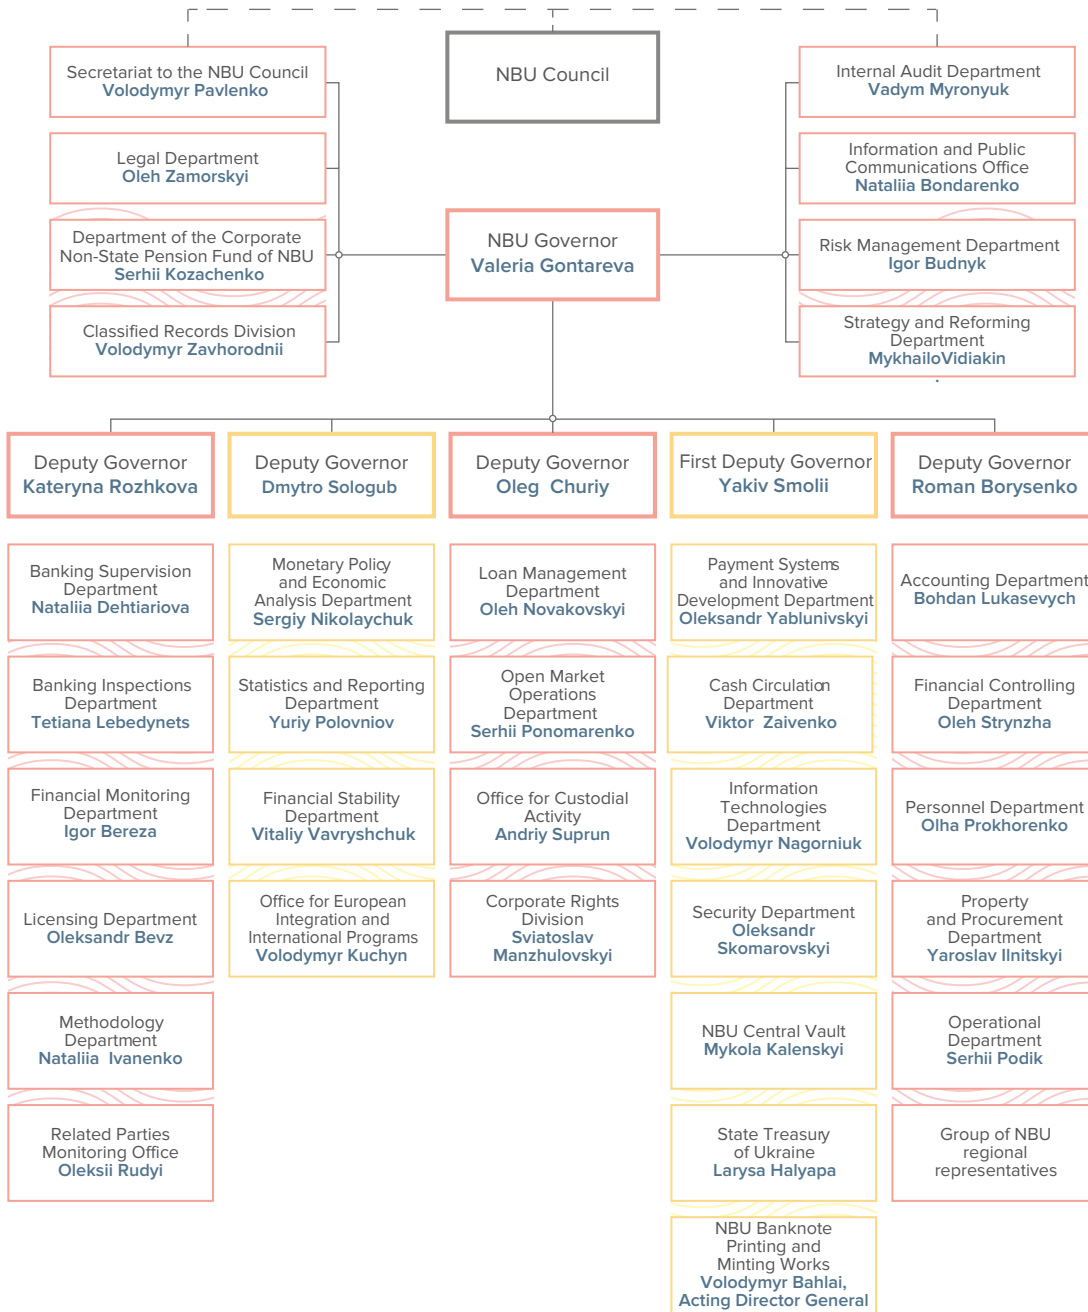 NBU Council
Secretariat to the NBU Council
Volodymyr Pavlenko
Legal Department
Oleh Zamorskyi
Department of the Corporate
Non-State Pension Fund of NBU
Serhii Kozachenko
Classified Records Division
Volodymyr Zavhorodnii
NBU Governor
Valeria Gontareva
Internal Audit Department
Vadym Myronyuk
Information and Public
Communications Office
Nataliia Bondarenko
Risk Management Department
Igor Budnyk
Strategy and Reforming
Department
MykhailoVidiakin
Deputy Governor
Kateryna Rozhkova
Banking Supervision
Department
Nataliia Dehtiariova
Banking Inspections
Department
Tetiana Lebedynets
Financial Monitoring
Department
Igor Bereza
Licensing Department
Oleksandr Bevz
Methodology
Department
Nataliia Ivanenko
Related Parties
Monitoring Office
Oleksii Rudyi
Deputy Governor
Dmytro Sologub
Monetary Policy
and Economic
Analysis Department
Sergiy Nikolaychuk
Statistics and Reporting
Department
Yuriy Polovniov
Financial Stability
Department
Vitaliy Vavryshchuk
Office for European
Integration and
International Programs
Volodymyr Kuchyn
Deputy Governor
Oleg Churiy
Loan Management
Department
Oleh Novakovskyi
Open Market
Operations
Department
Serhii Ponomarenko
Office for Custodial
Activity
Andriy Suprun
Corporate Rights
Division
Sviatoslav
Manzhulovskyi
First Deputy Governor
Yakiv Smolii
Payment Systems
and Innovative
Development Department
Oleksandr Yablunivskyi
Cash Circulation
Department
Viktor Zaivenko
Information
Technologies
Department
Volodymyr Nagorniuk
Security Department
Oleksandr
Skomarovskyi
NBU Central Vault
Mykola Kalenskyi
State Treasury
of Ukraine
Larysa Halyapa
NBU Banknote
Printing and
Minting Works
Volodymyr Bahlai,
Acting Director General
Deputy Governor
Roman Borysenko
Accounting Department
Bohdan Lukasevych
Financial Controlling
Department
Oleh Strynzha
Personnel Department
Olha Prokhorenko
Property
and Procurement
Department
Yaroslav Ilnitskyi
Operational
Department
Serhii Podik
Group of NBU
regional
representatives